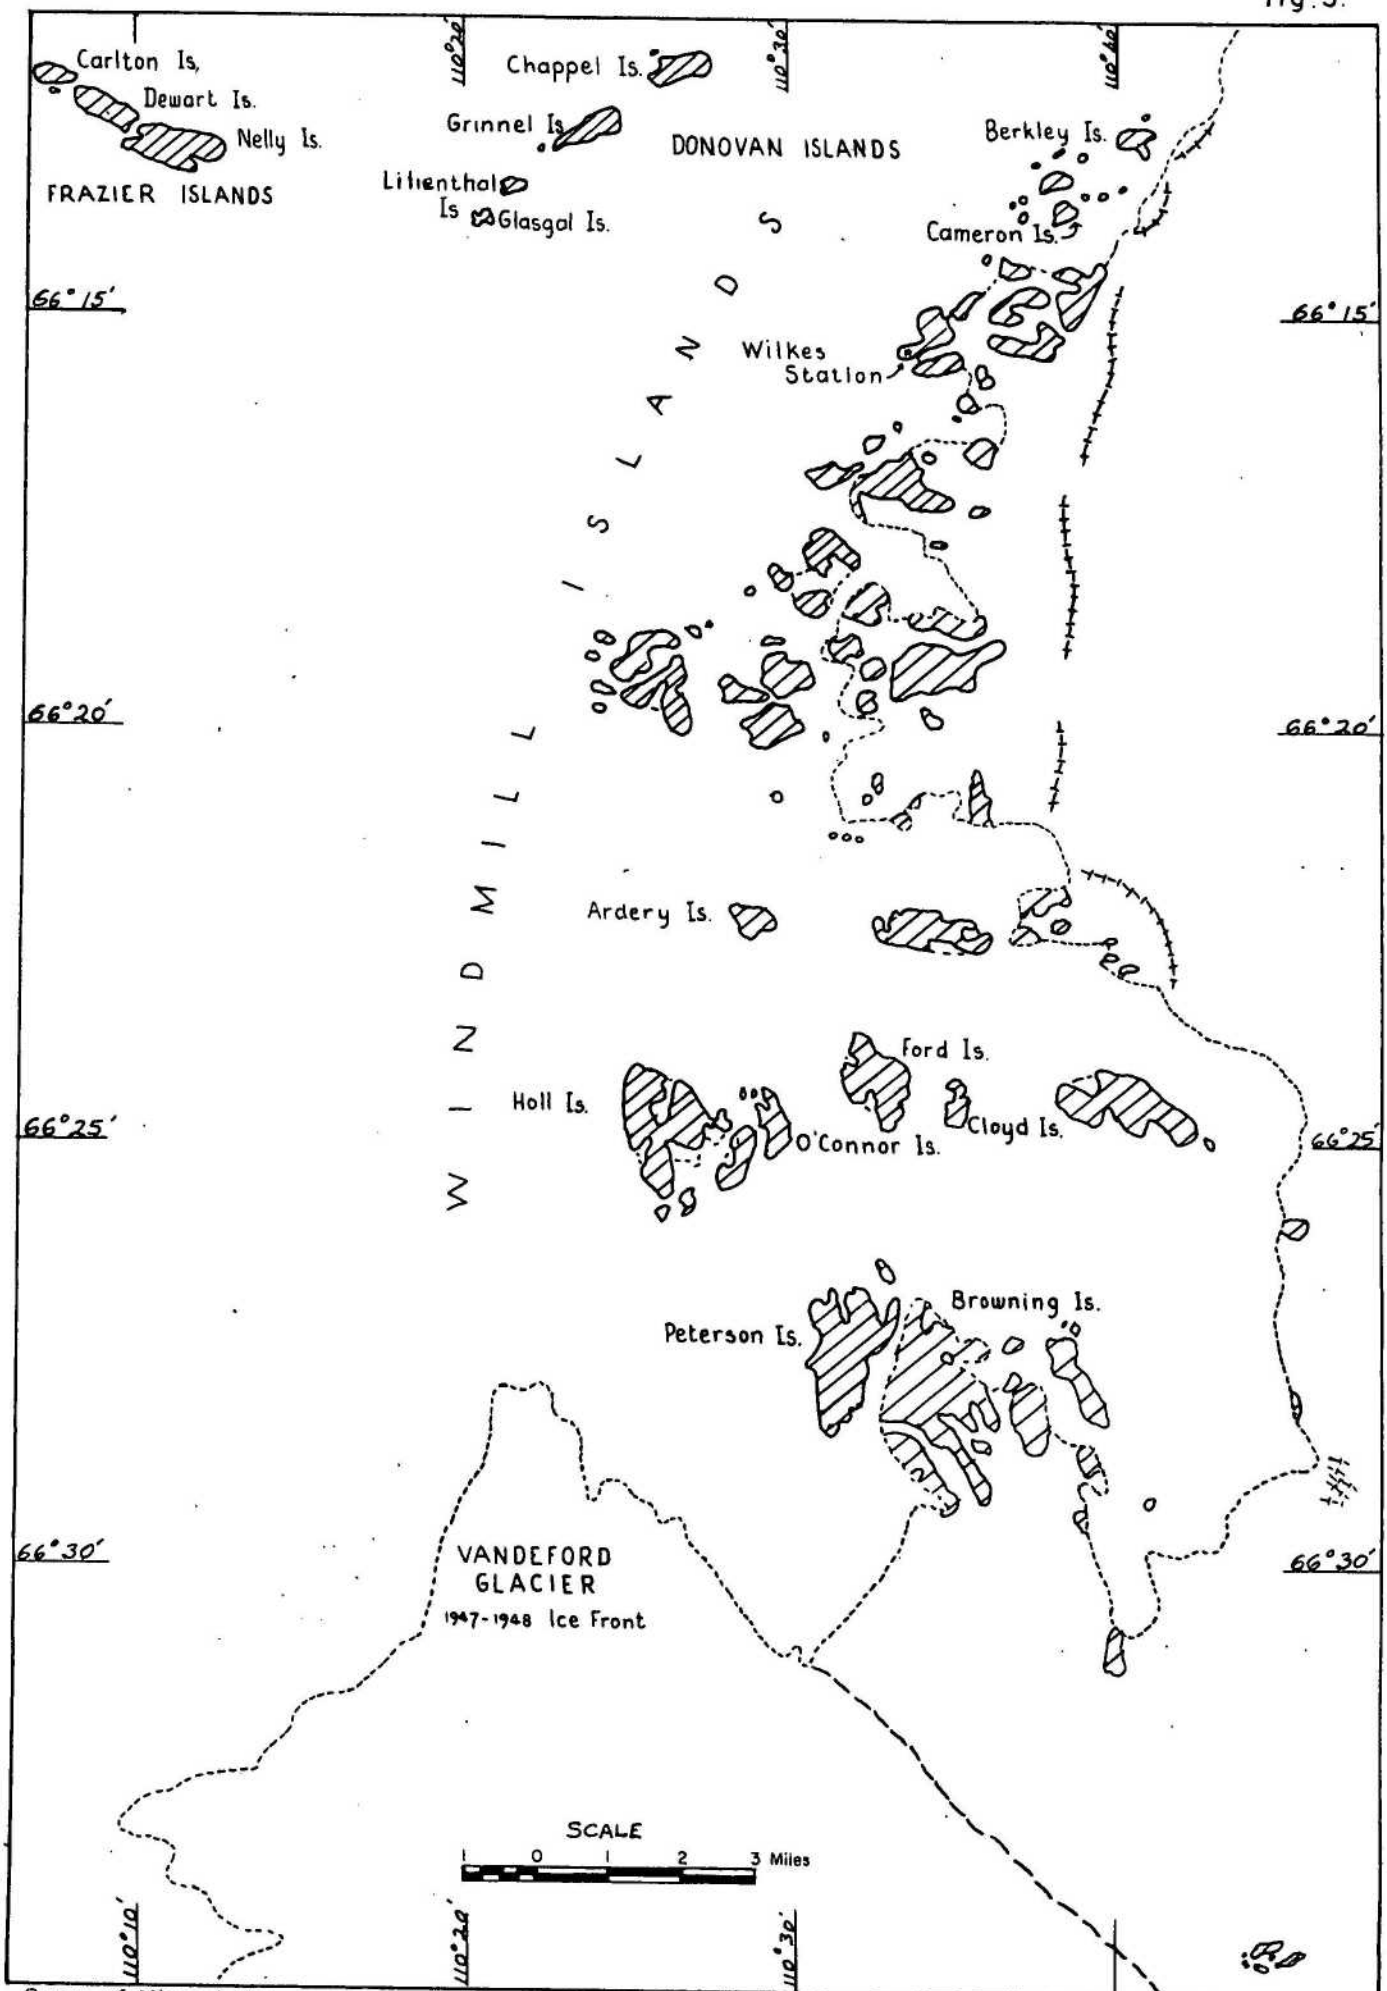 Fig. 3.
110°20'
110°30'
110°40'
Carlton Is,
Dewart Is.
Nelly Is.
FRAZIER ISLANDS
Chappel Is.
Grinnel Is
DONOVAN ISLANDS
Lilienthal
Is
Glasgal Is.
Berkley Is.
Cameron Is.
66°15'
66°15'
Wilkes
Station
WINDMILL ISLANDS
66°20'
66°20'
Ardery Is.
Ford Is.
Holl Is.
Cloyd Is.
O'Connor Is.
66°25'
66°25'
Browning Is.
Peterson Is.
66°30'
66°30'
VANDEFORD
GLACIER
1947-1948 Ice Front
SCALE
1 0 1 2 3 Miles
110°10'
110°20'
110°30'